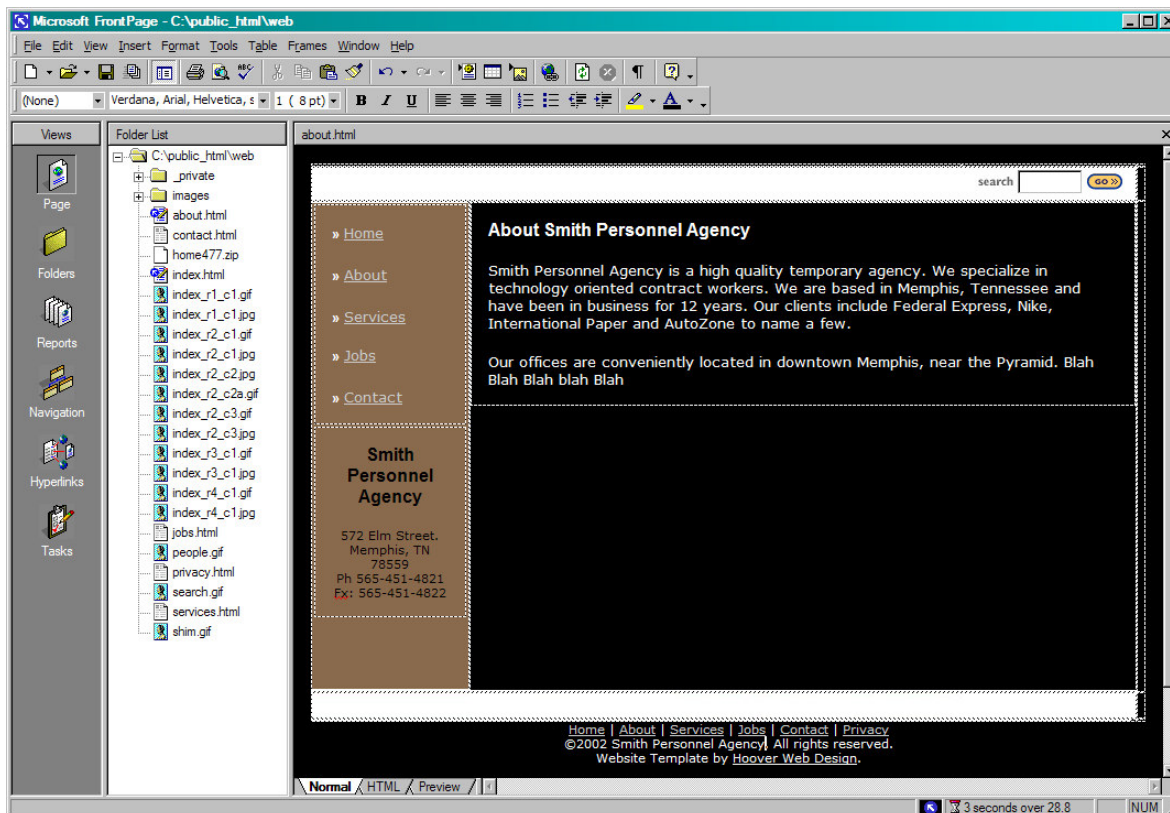 Microsoft FrontPage - C:\public_html\web
File Edit View Insert Format Tools Table Frames Window Help
(None) Verdana, Arial, Helvetica, s 1 ( 8 pt) B I U A
Views
Page
Folders
Reports
Navigation
Hyperlinks
Tasks
Folder List
C:\public_html\web
_private
images
about.html
contact.html
home477.zip
index.html
index_r1_c1.gif
index_r1_c1.jpg
index_r2_c1.gif
index_r2_c1.jpg
index_r2_c2.jpg
index_r2_c2a.gif
index_r2_c3.gif
index_r2_c3.jpg
index_r3_c1.gif
index_r3_c1.jpg
index_r4_c1.gif
index_r4_c1.jpg
jobs.html
people.gif
privacy.html
search.gif
services.html
shim.gif
about.html
search GO »
» Home
» About
» Services
» Jobs
» Contact
Smith
Personnel
Agency
572 Elm Street.
Memphis, TN
78559
Ph 565-451-4821
Fx: 565-451-4822
About Smith Personnel Agency
Smith Personnel Agency is a high quality temporary agency. We specialize in
technology oriented contract workers. We are based in Memphis, Tennessee and
have been in business for 12 years. Our clients include Federal Express, Nike,
International Paper and AutoZone to name a few.
Our offices are conveniently located in downtown Memphis, near the Pyramid. Blah
Blah Blah blah Blah
Home | About | Services | Jobs | Contact | Privacy
©2002 Smith Personnel Agency. All rights reserved.
Website Template by Hoover Web Design.
Normal HTML Preview
3 seconds over 28.8 NUM